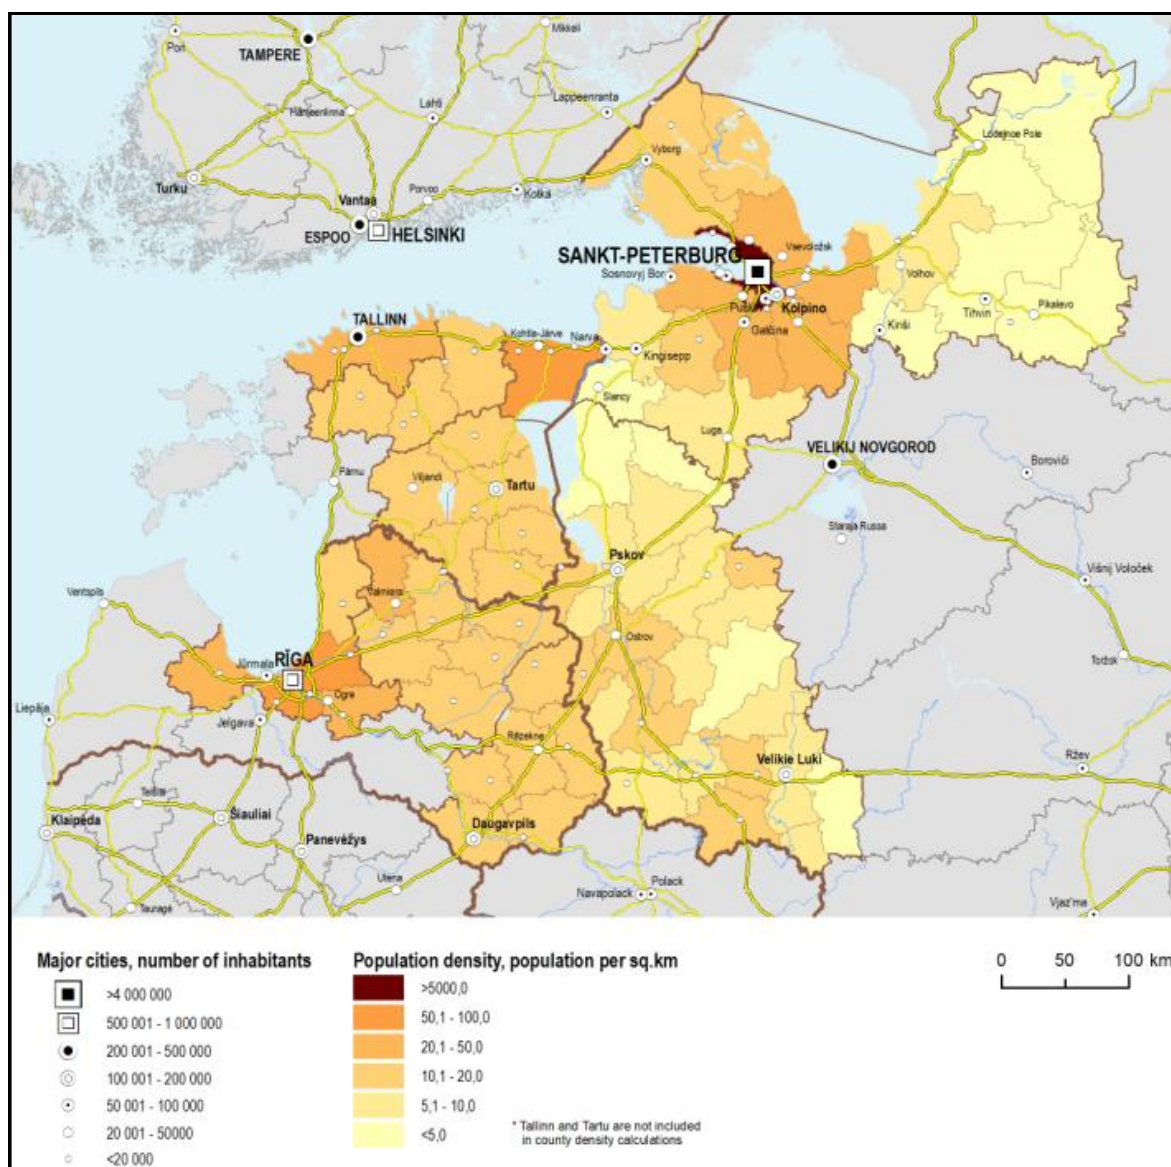 Mikkeli
Pori
TAMPERE
Lappeenranta
Hämeenlinna
Lahti
Lodejnoe Pole
Vyborg
Turku
Vantaa
Porvoo
Kotka
ESPOO
HELSINKI
SANKT-PETERBURG
Vsevoložsk
Sosnovyj Bor
Volhov
Puškin
Kolpino
Tihvin
Pikalevo
TALLINN
Kohtla-Järve
Narva
Gatčina
Kiriši
Kingisepp
Slancy
Luga
VELIKIJ NOVGOROD
Pärnu
Viljandi
Tartu
Borovičí
Staraja Russa
Pskov
Višnij Voloček
Ventspils
Valmiera
Ostrov
Toržok
Jūrmala
RĪGA
Ogre
Liepāja
Jelgava
Rēzekne
Velikie Luki
Ržev
Telšiai
Klaipėda
Šiauliai
Daugavpils
Panevėžys
Utena
Polack
Navapolack
Tauragė
Vjaz'ma
Major cities, number of inhabitants
>4 000 000
500 001 - 1 000 000
200 001 - 500 000
100 001 - 200 000
50 001 - 100 000
20 001 - 50000
<20 000
Population density, population per sq.km
>5000,0
50,1 - 100,0
20,1 - 50,0
10,1 - 20,0
5,1 - 10,0
<5,0
* Tallinn and Tartu are not included
in county density calculations
0 50 100 km